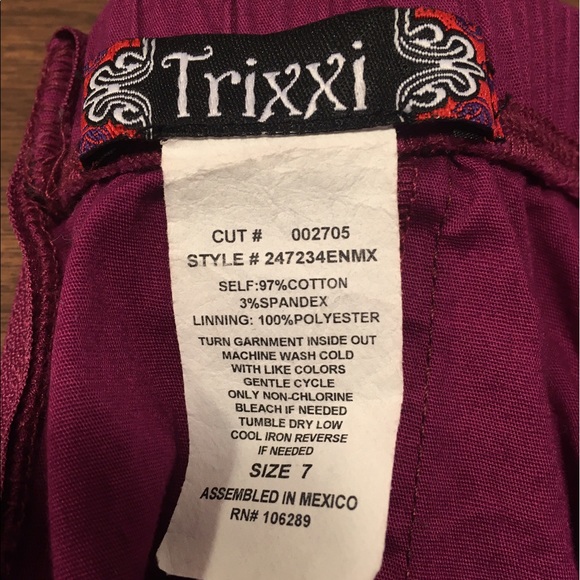 Trixxi
CUT # 002705
STYLE # 247234ENMX
SELF:97%COTTON
3%SPANDEX
LINNING: 100%POLYESTER
TURN GARNMENT INSIDE OUT
MACHINE WASH COLD
WITH LIKE COLORS
GENTLE CYCLE
ONLY NON-CHLORINE
BLEACH IF NEEDED
TUMBLE DRY LOW
COOL IRON REVERSE
IF NEEDED
SIZE 7
ASSEMBLED IN MEXICO
RN# 106289